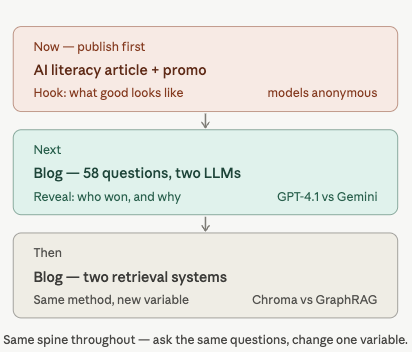 Now — publish first
AI literacy article + promo
Hook: what good looks like models anonymous
Next
Blog — 58 questions, two LLMs
Reveal: who won, and why GPT-4.1 vs Gemini
Then
Blog — two retrieval systems
Same method, new variable Chroma vs GraphRAG
Same spine throughout — ask the same questions, change one variable.